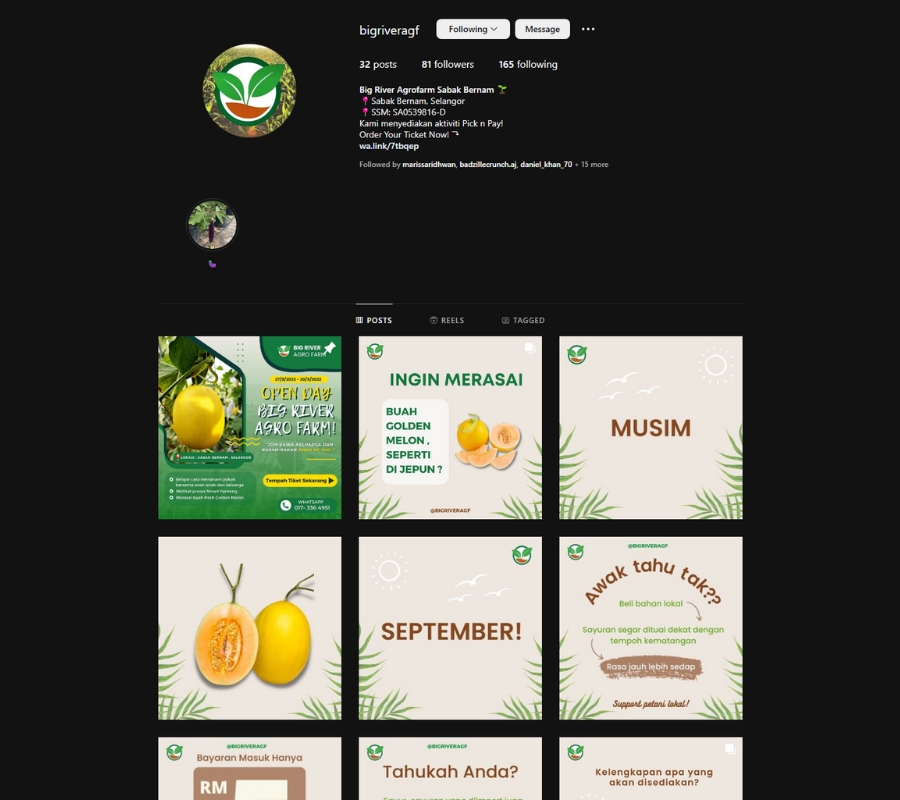 bigriveragf
Following
Message
32 posts
81 followers
165 following
Big River Agrofarm Sabak Bernam
Sabak Bernam, Selangor
SSM: SA0539816-D
Kami menyediakan aktiviti Pick n Pay!
Order Your Ticket Now!
wa.link/7tbqep
Followed by marissaridhwan, badzillecrunch.aj, daniel_khan_70 + 15 more
POSTS
REELS
TAGGED
BIG RIVER
AGRO FARM
OPEN DAY
BIG RIVER
AGRO FARM!
LOKASI : SABAK BERNAM, SELANGOR
Tempah Tiket Sekarang
WHATSAPP
017- 336 4951
INGIN MERASAI
BUAH
GOLDEN
MELON ,
SEPERTI
DI JEPUN ?
@BIGRIVERAGF
MUSIM
SEPTEMBER!
@BIGRIVERAGF
Awak tahu tak??
Beli bahan lokal
Sayuran segar dituai dekat dengan
tempoh kematangan
Rasa jauh lebih sedap
Support petani lokal!
@BIGRIVERAGF
Bayaran Masuk Hanya
RM
@BIGRIVERAGF
Tahukah Anda?
Kelengkapan apa yang
akan disediakan?